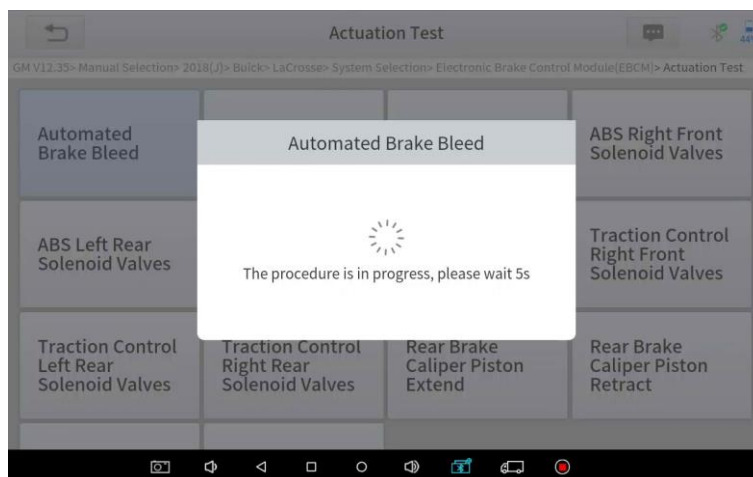 Actuation Test
GM V12.35> Manual Selection> 2018(J)> Buick> LaCrosse> System Selection> Electronic Brake Control Module(EBCM)> Actuation Test
Automated
Brake Bleed
Automated Brake Bleed
The procedure is in progress, please wait 5s
ABS Right Front
Solenoid Valves
ABS Left Rear
Solenoid Valves
Traction Control
Right Front
Solenoid Valves
Traction Control
Left Rear
Solenoid Valves
Traction Control
Right Rear
Solenoid Valves
Rear Brake
Caliper Piston
Extend
Rear Brake
Caliper Piston
Retract